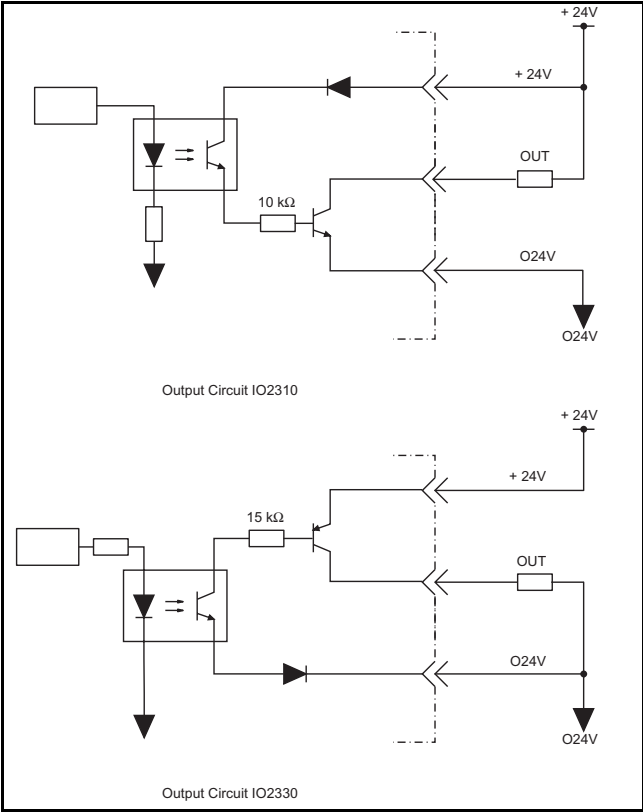 + 24V
+ 24V
OUT
10 kΩ
O24V
O24V
Output Circuit IO2310
+ 24V
+ 24V
15 kΩ
OUT
O24V
O24V
Output Circuit IO2330